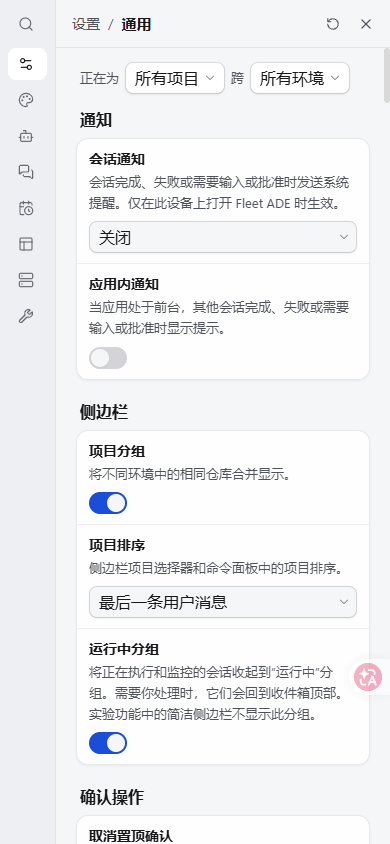 设置 / 通用
正在为 所有项目 跨 所有环境
通知
会话通知
会话完成、失败或需要输入或批准时发送系统
提醒。仅在此设备上打开 Fleet ADE 时生效。
关闭
应用内通知
当应用处于前台，其他会话完成、失败或需要
输入或批准时显示提示。
侧边栏
项目分组
将不同环境中的相同仓库合并显示。
项目排序
侧边栏项目选择器和命令面板中的项目排序。
最后一条用户消息
运行中分组
将正在执行和监控的会话收起到“运行中”分
组。需要你处理时，它们会回到收件箱顶部。
实验功能中的简洁侧边栏不显示此分组。
确认操作
取消置顶确认